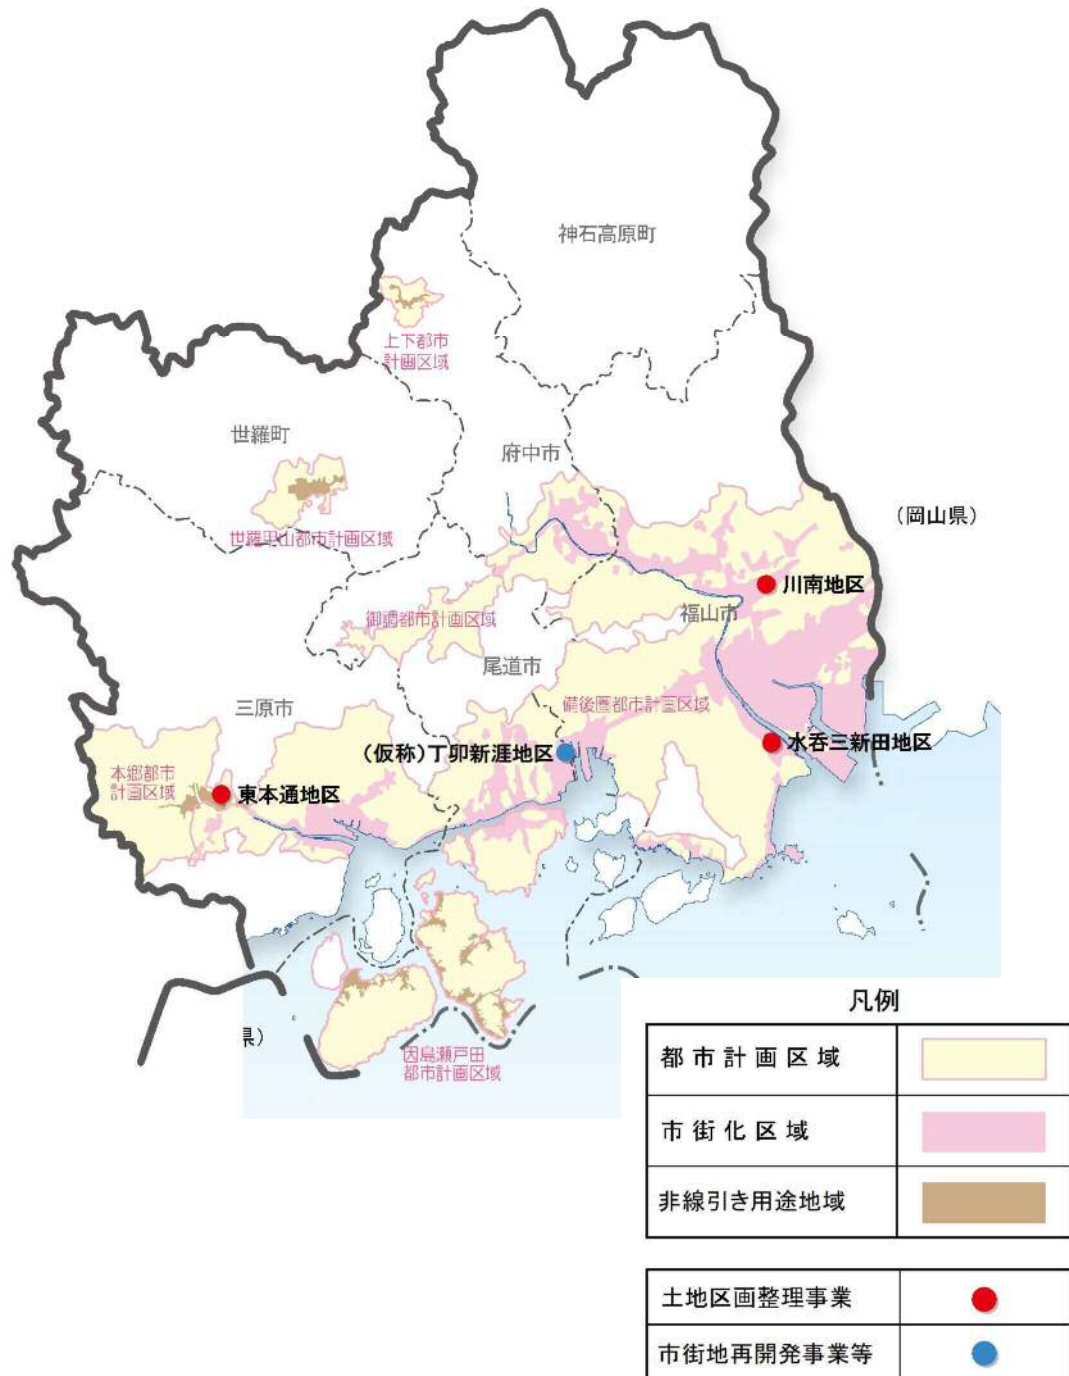 神石高原町
上下都市
計画区域
世羅町
府中市
世羅甲山都市計画区域
(岡山県)
川南地区
御調都市計画区域
福山市
尾道市
備後圏都市計画区域
三原市
水呑三新田地区
(仮称)丁卯新涯地区
本郷都市
計画区域
東本通地区
県)
因島瀬戸田
都市計画区域
凡例
都市計画区域
市街化区域
非線引き用途地域
土地区画整理事業
市街地再開発事業等